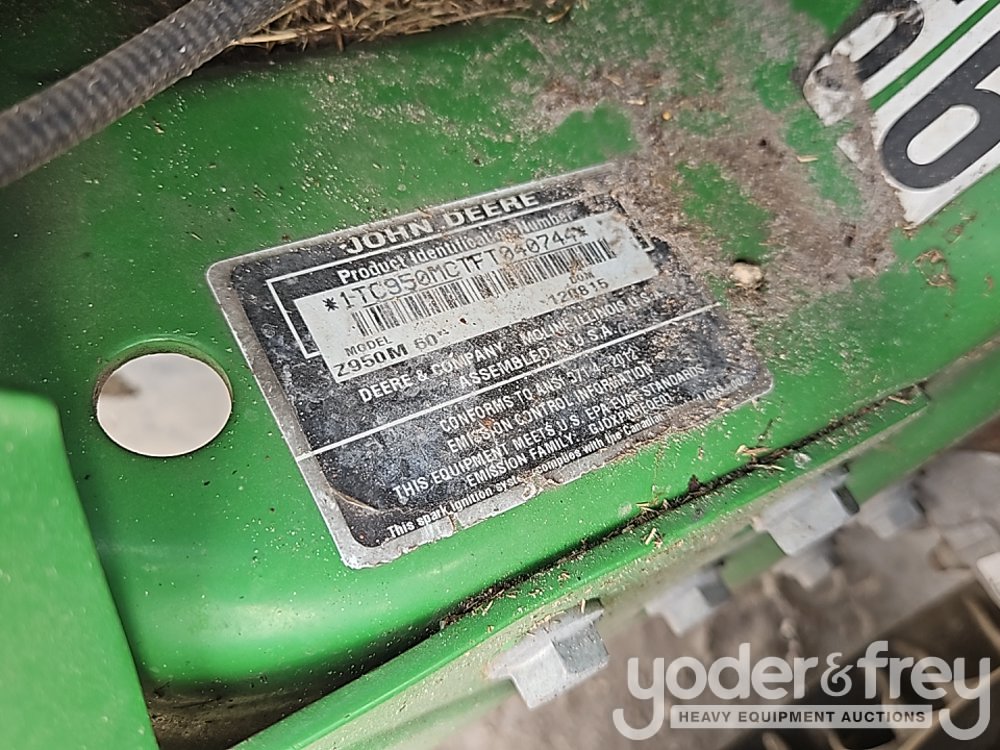 JOHN DEERE
Product Identification Number
*1TC950MCTFT040744*
MODEL
Z950M 60"
120815
DEERE & COMPANY MOLINE ILLINOIS U.S.A.
ASSEMBLED IN U.S.A.
CONFORMS TO ANSI B71.4-2012
EMISSION CONTROL INFORMATION
THIS EQUIPMENT MEETS U.S. EPA EVAP STANDARDS
EMISSION FAMILY:
This spark ignition system complies with the Canadian
yoder&frey
HEAVY EQUIPMENT AUCTIONS